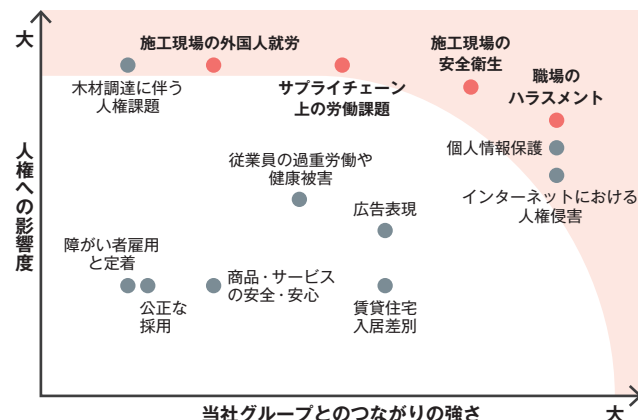 大
施工現場の外国人就労
木材調達に伴う
人権課題
サプライチェーン
上の労働課題
施工現場の
安全衛生
職場の
ハラスメント
個人情報保護
インターネットにおける
人権侵害
人権への影響度
従業員の過重労働や
健康被害
広告表現
障がい者雇用
と定着
公正な
採用
商品・サービス
の安全・安心
賃貸住宅
入居差別
当社グループとのつながりの強さ
大